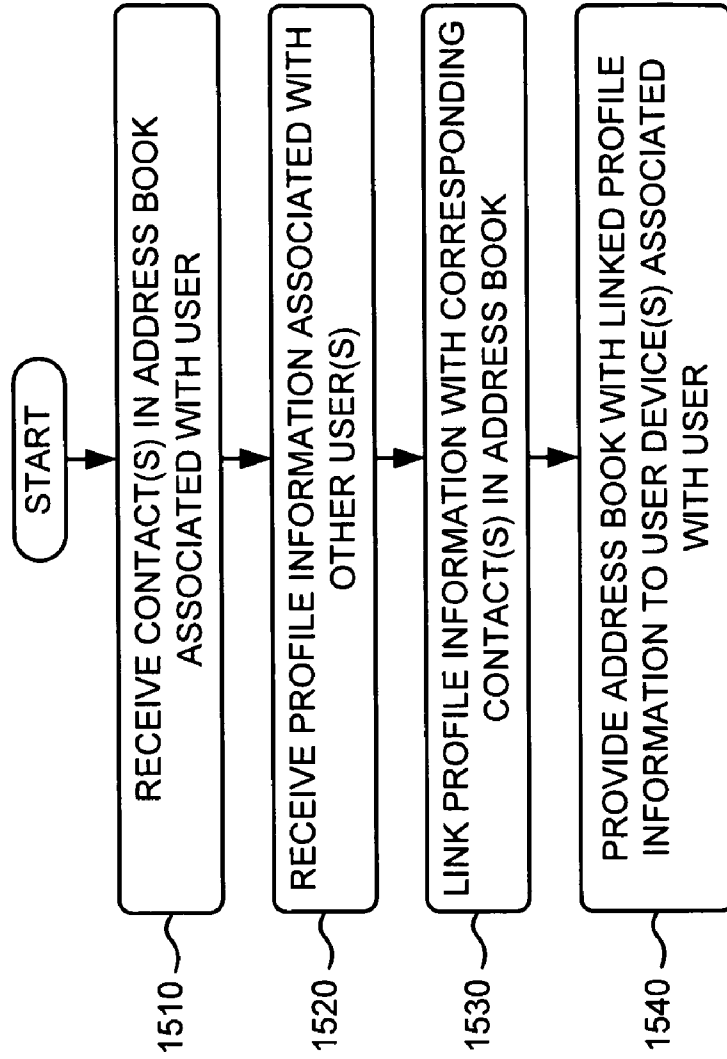 START
1510
RECEIVE CONTACT(S) IN ADDRESS BOOK
ASSOCIATED WITH USER
1520
RECEIVE PROFILE INFORMATION ASSOCIATED WITH
OTHER USER(S)
1530
LINK PROFILE INFORMATION WITH CORRESPONDING
CONTACT(S) IN ADDRESS BOOK
1540
PROVIDE ADDRESS BOOK WITH LINKED PROFILE
INFORMATION TO USER DEVICE(S) ASSOCIATED
WITH USER